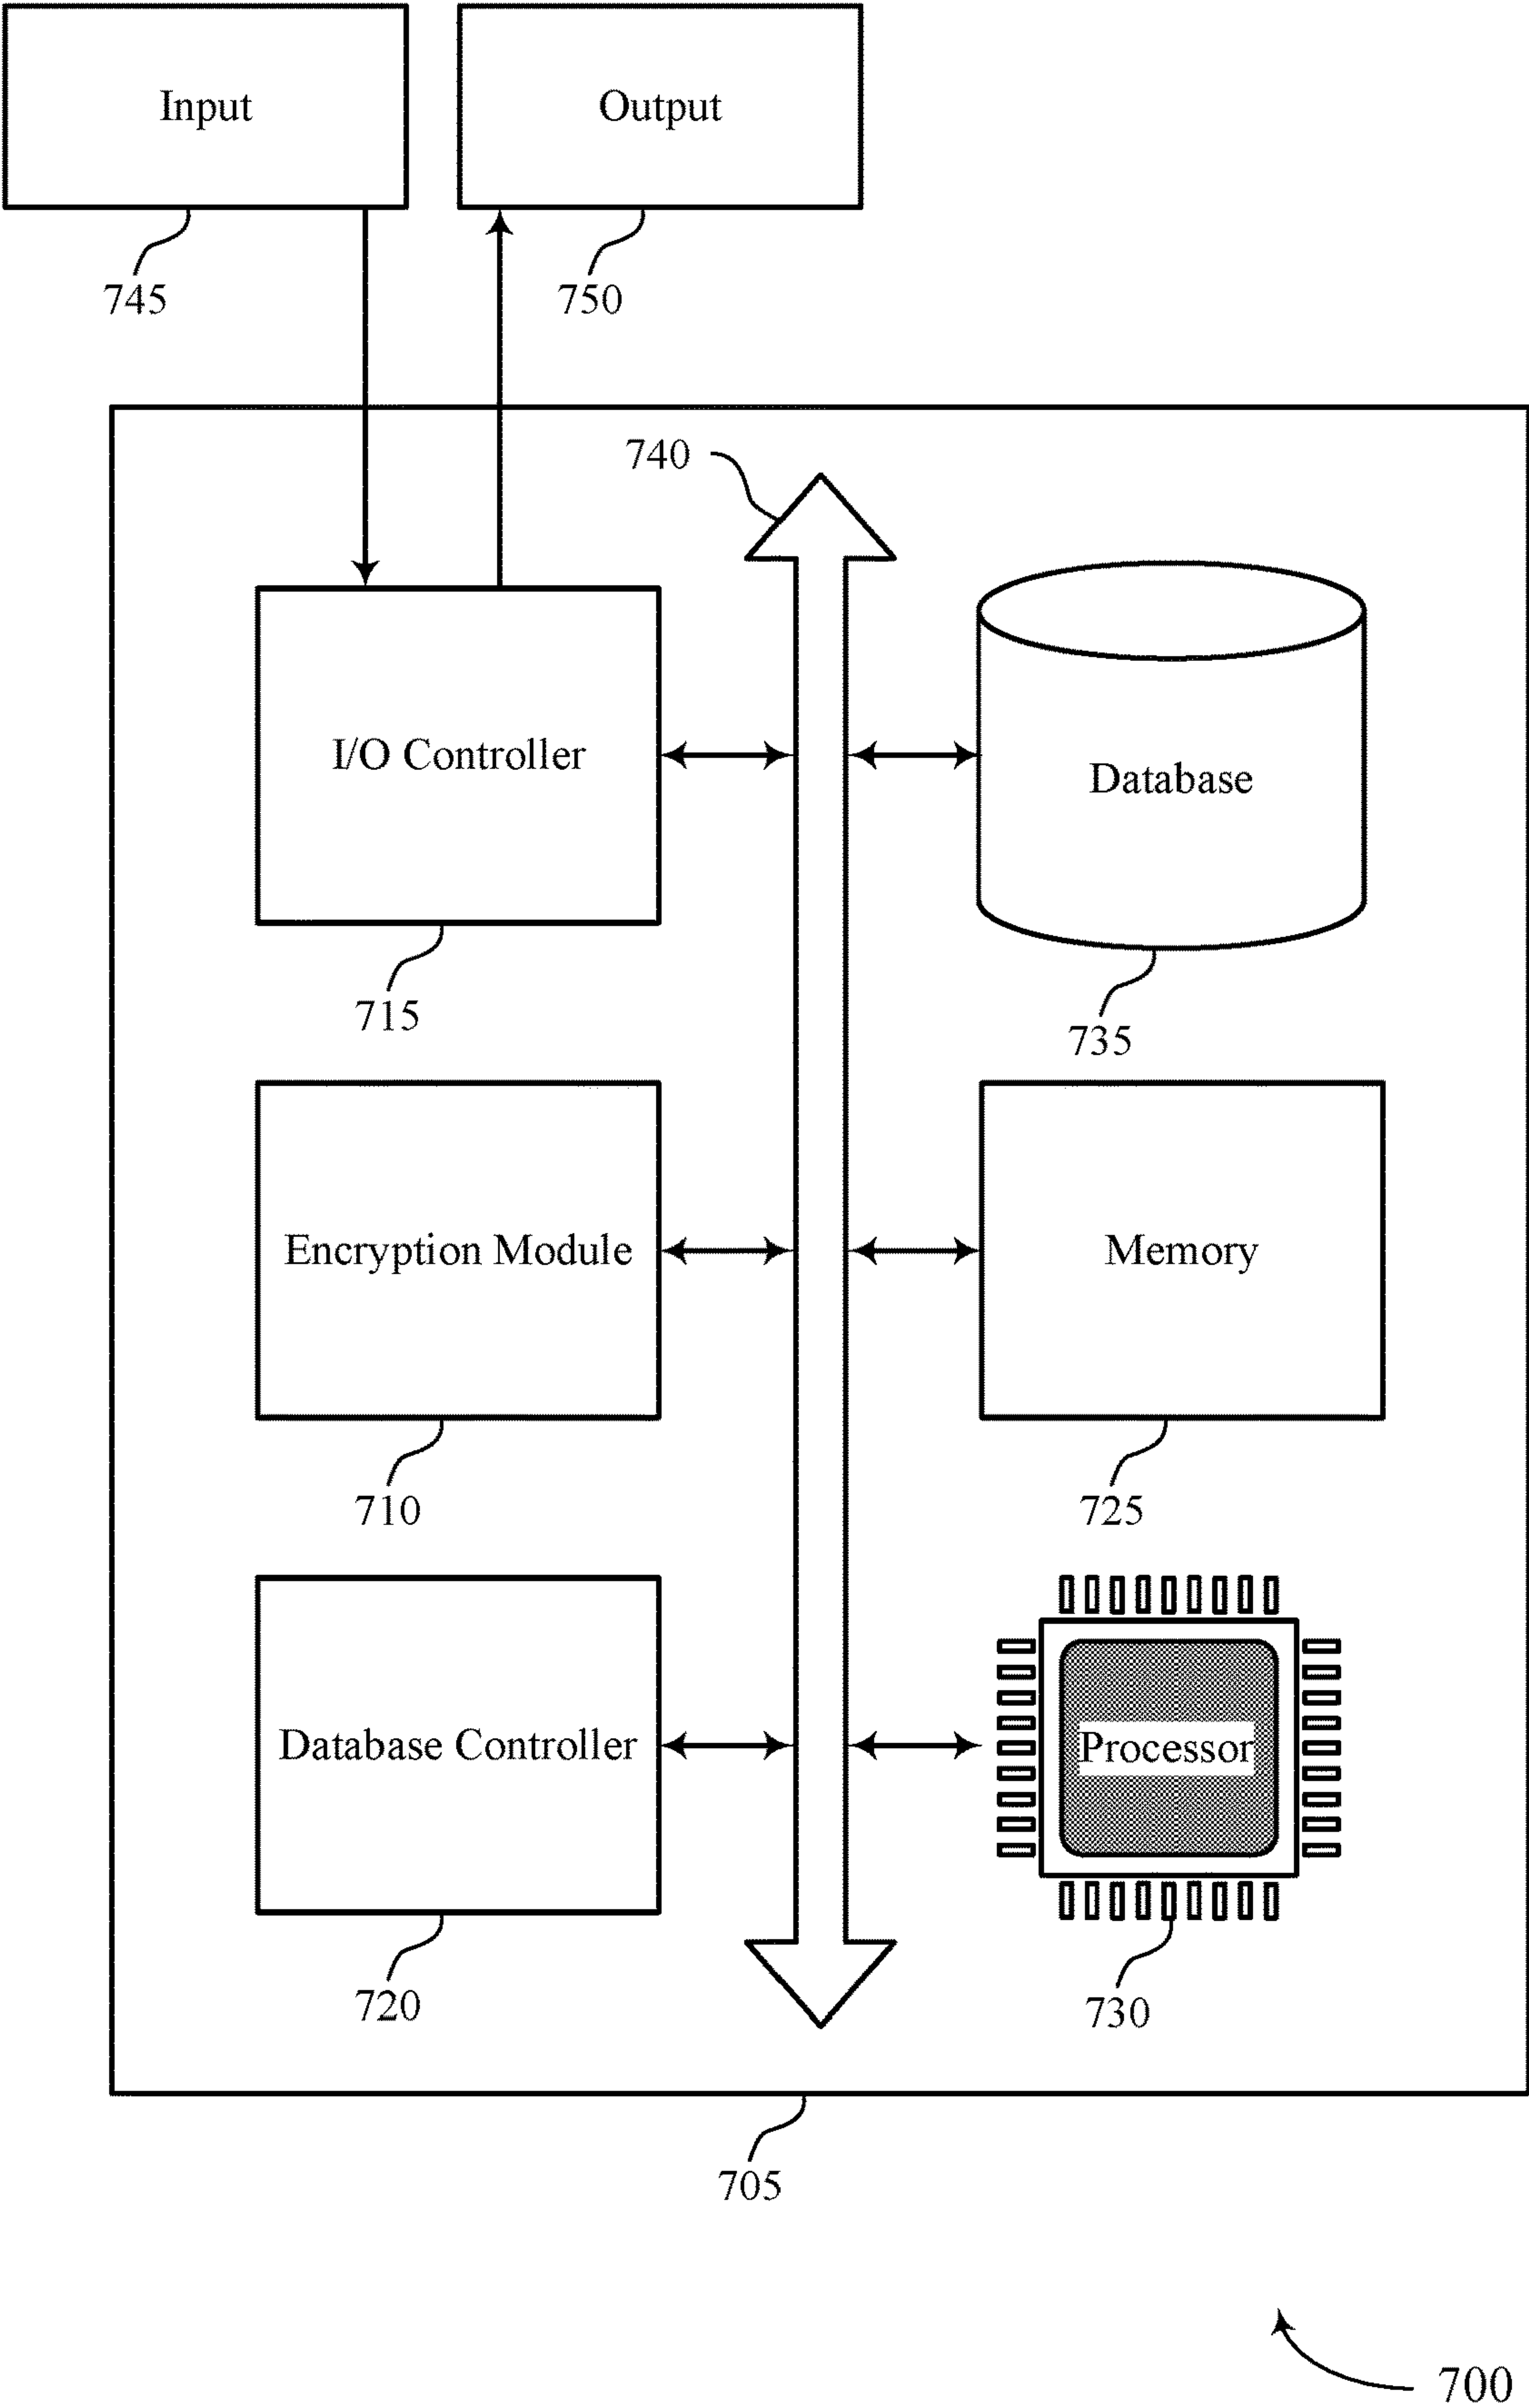 Input
Output
745
750
740
I/O Controller
Database
715
735
Encryption Module
Memory
710
725
Database Controller
Processor
720
730
705
700